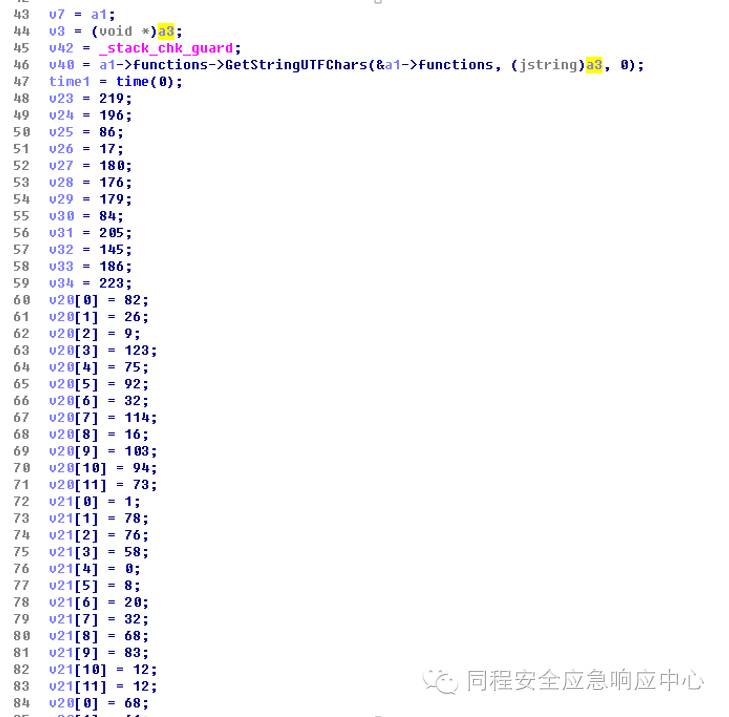 43 v7 = a1;
44 v3 = (void *)a3;
45 v42 = _stack_chk_guard;
46 v40 = a1->functions->GetStringUTFChars(&a1->functions, (jstring)a3, 0);
47 time1 = time(0);
48 v23 = 219;
49 v24 = 196;
50 v25 = 86;
51 v26 = 17;
52 v27 = 180;
53 v28 = 176;
54 v29 = 179;
55 v30 = 84;
56 v31 = 205;
57 v32 = 145;
58 v33 = 186;
59 v34 = 223;
60 v20[0] = 82;
61 v20[1] = 26;
62 v20[2] = 9;
63 v20[3] = 123;
64 v20[4] = 75;
65 v20[5] = 92;
66 v20[6] = 32;
67 v20[7] = 114;
68 v20[8] = 16;
69 v20[9] = 103;
70 v20[10] = 94;
71 v20[11] = 73;
72 v21[0] = 1;
73 v21[1] = 78;
74 v21[2] = 76;
75 v21[3] = 58;
76 v21[4] = 0;
77 v21[5] = 8;
78 v21[6] = 20;
79 v21[7] = 32;
80 v21[8] = 68;
81 v21[9] = 83;
82 v21[10] = 12;
83 v21[11] = 12;
84 v20[0] = 68;
同程安全应急响应中心